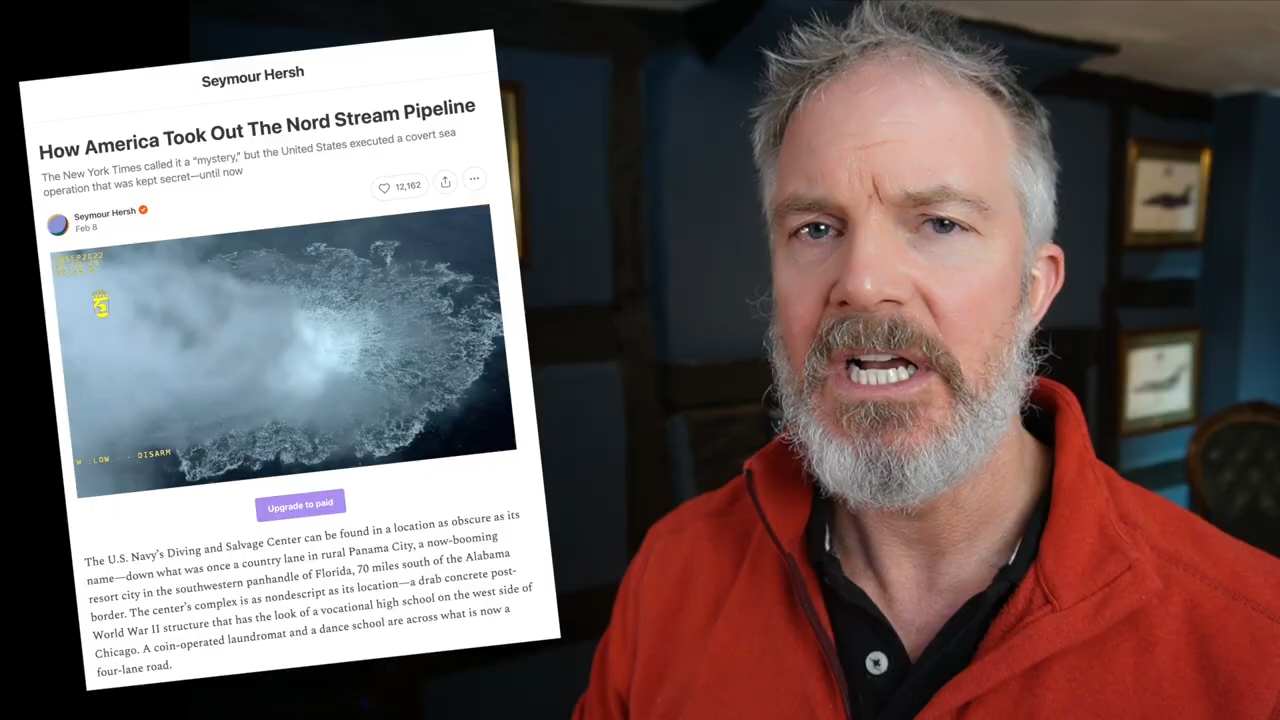 Seymour Hersh
How America Took Out The Nord Stream Pipeline
The New York Times called it a “mystery,” but the United States executed a covert sea
operation that was kept secret—until now
12,162
Seymour Hersh
Feb 8
W .LOW - DISARM
Upgrade to paid
The U.S. Navy’s Diving and Salvage Center can be found in a location as obscure as its
name—down what was once a country lane in rural Panama City, a now-booming
resort city in the southwestern panhandle of Florida, 70 miles south of the Alabama
border. The center’s complex is as nondescript as its location—a drab concrete post-
World War II structure that has the look of a vocational high school on the west side of
Chicago. A coin-operated laundromat and a dance school are across what is now a
four-lane road.